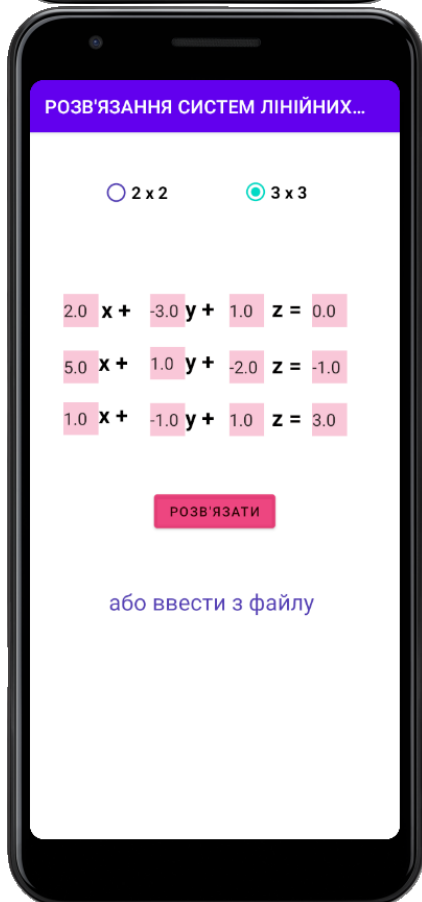 РОЗВ'ЯЗАННЯ СИСТЕМ ЛІНІЙНИХ...
2 x 2 3 x 3
2.0 x + -3.0 y + 1.0 z = 0.0
5.0 x + 1.0 y + -2.0 z = -1.0
1.0 x + -1.0 y + 1.0 z = 3.0
РОЗВ'ЯЗАТИ
або ввести з файлу